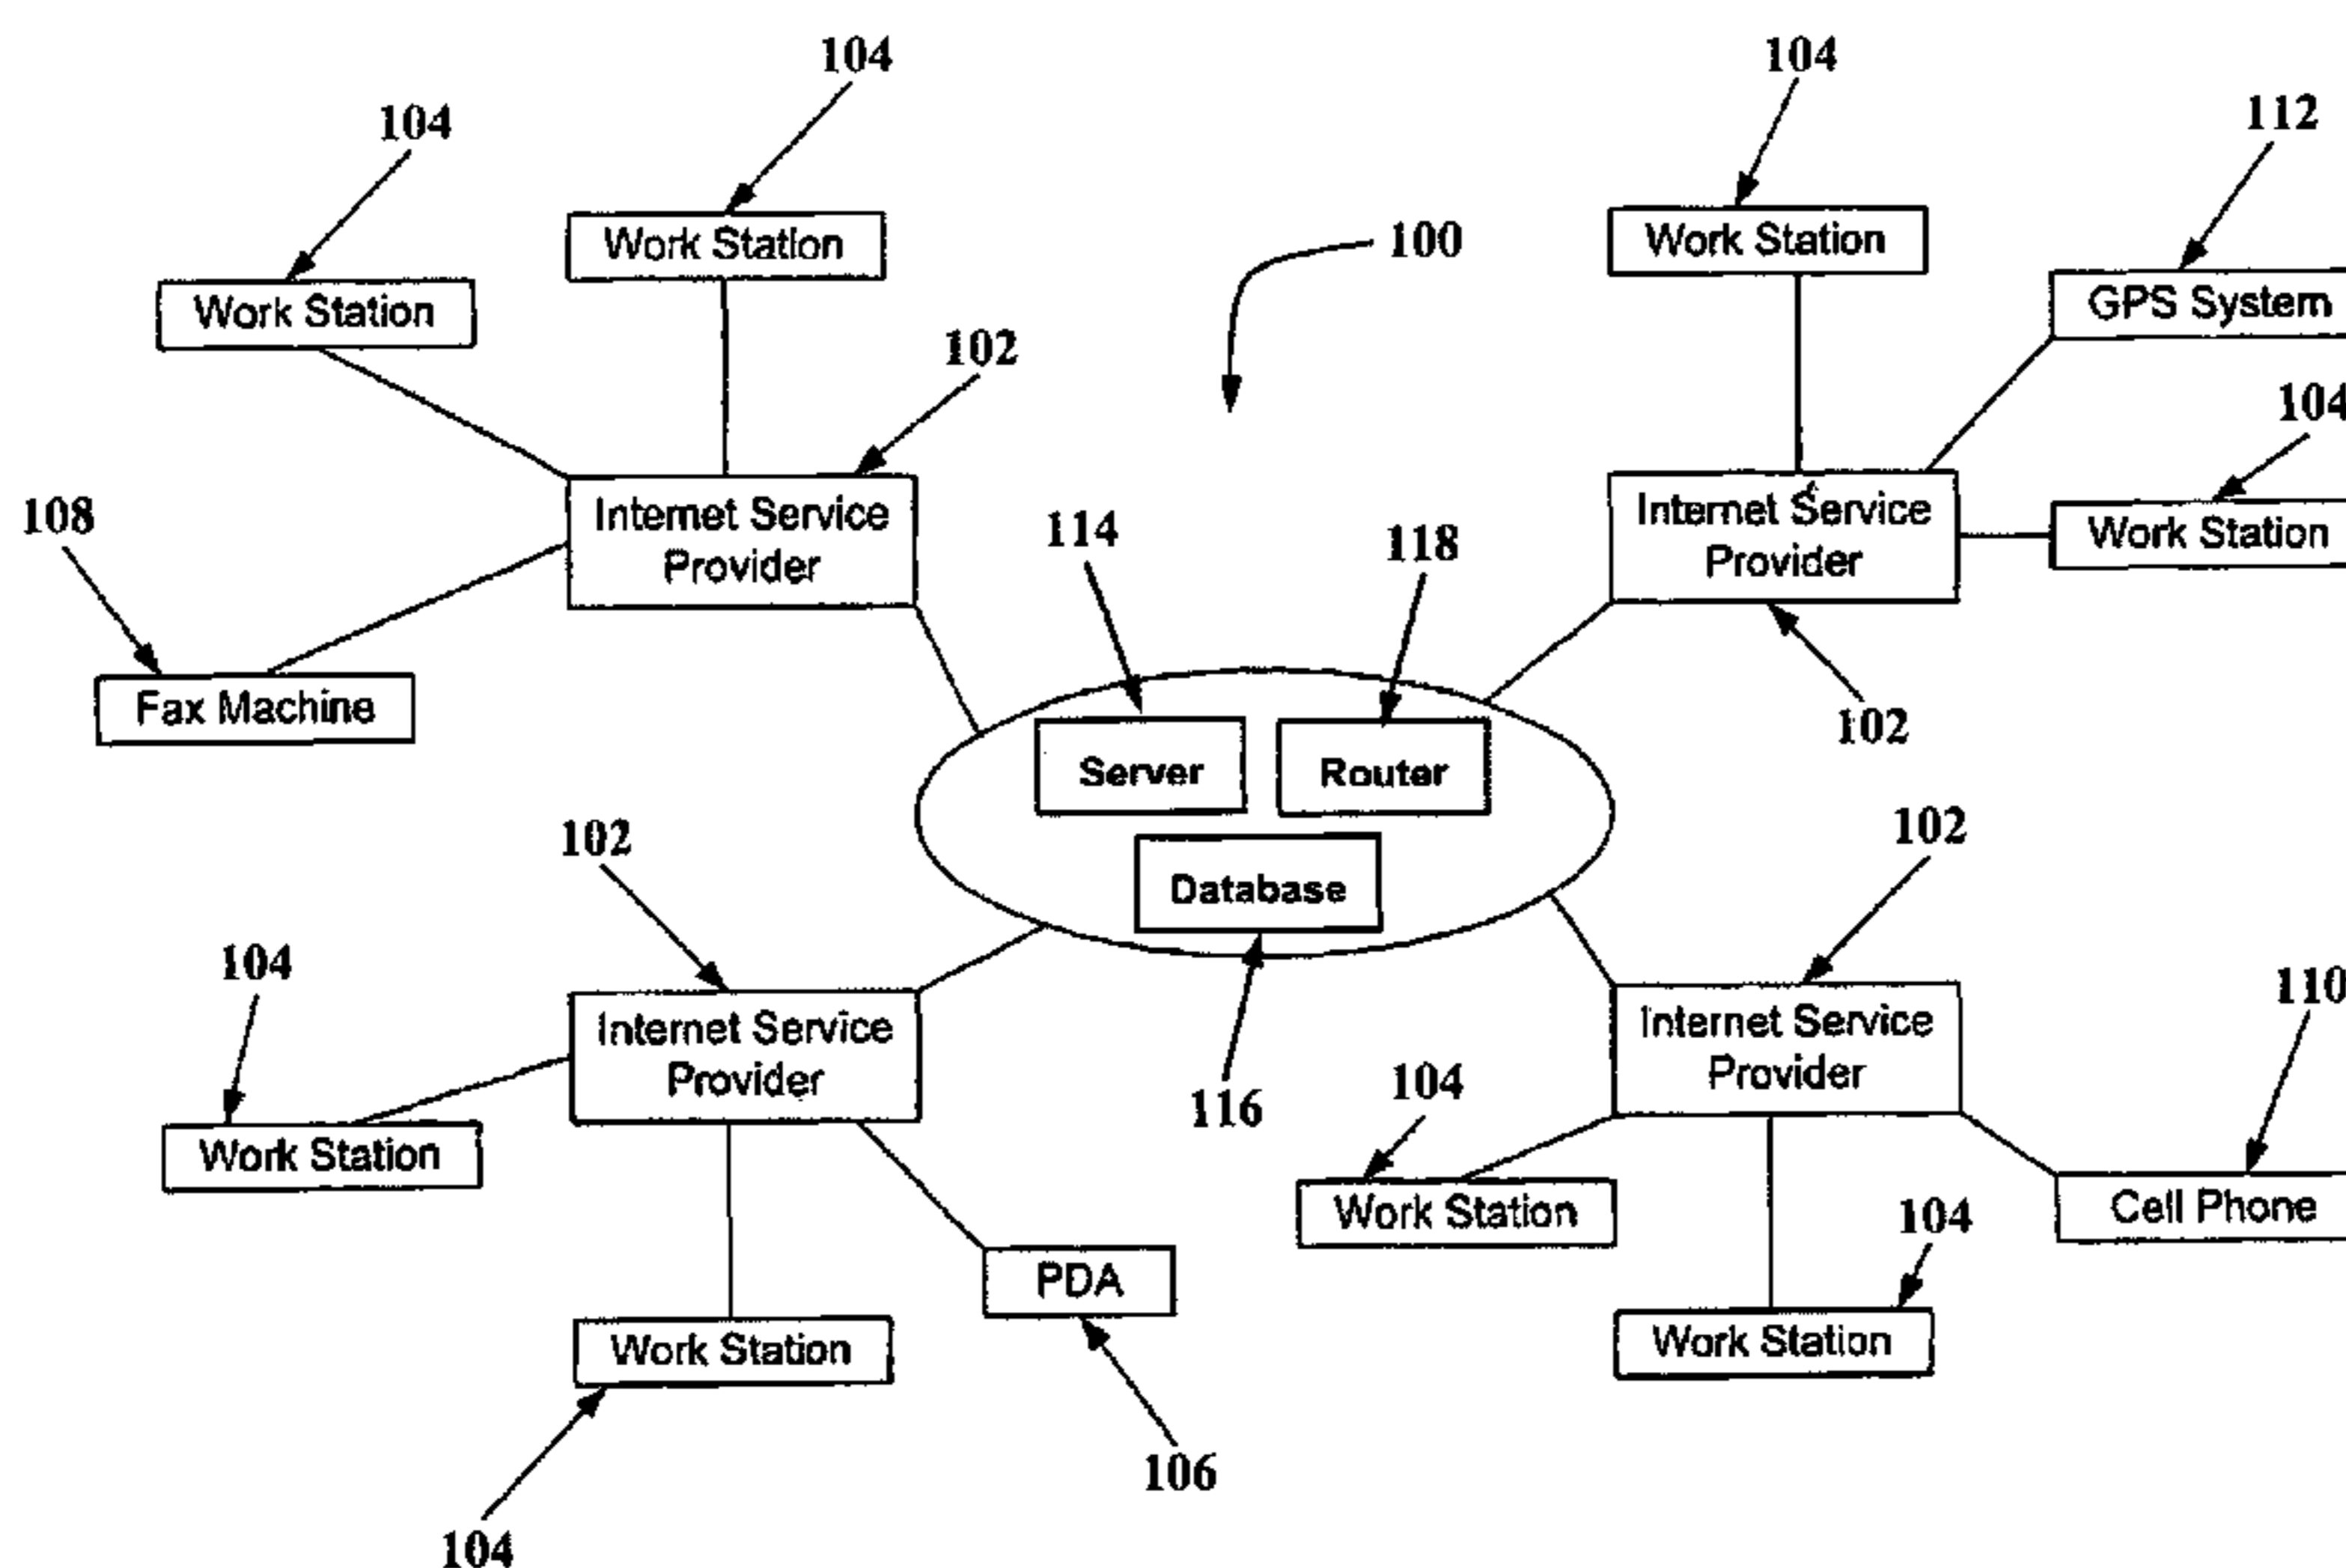 104
104
104
112
Work Station
Work Station
GPS System
Work Station
100
102
104
Internet Service
Provider
Internet Service
Provider
Work Station
108
114
118
Fax Machine
102
Server
Router
Database
102
102
104
110
Internet Service
Provider
Internet Service
Provider
116
104
Work Station
Work Station
Cell Phone
104
PDA
Work Station
Work Station
106
104